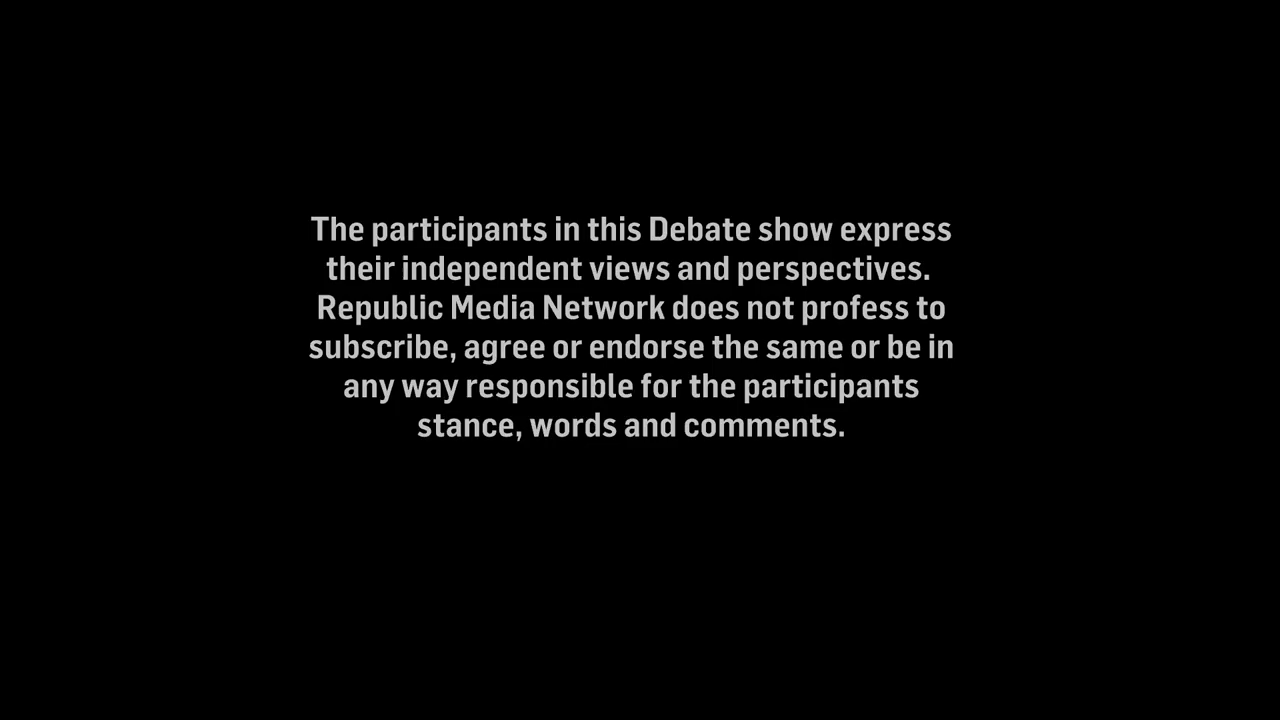 The participants in this Debate show express
their independent views and perspectives.
Republic Media Network does not profess to
subscribe, agree or endorse the same or be in
any way responsible for the participants
stance, words and comments.